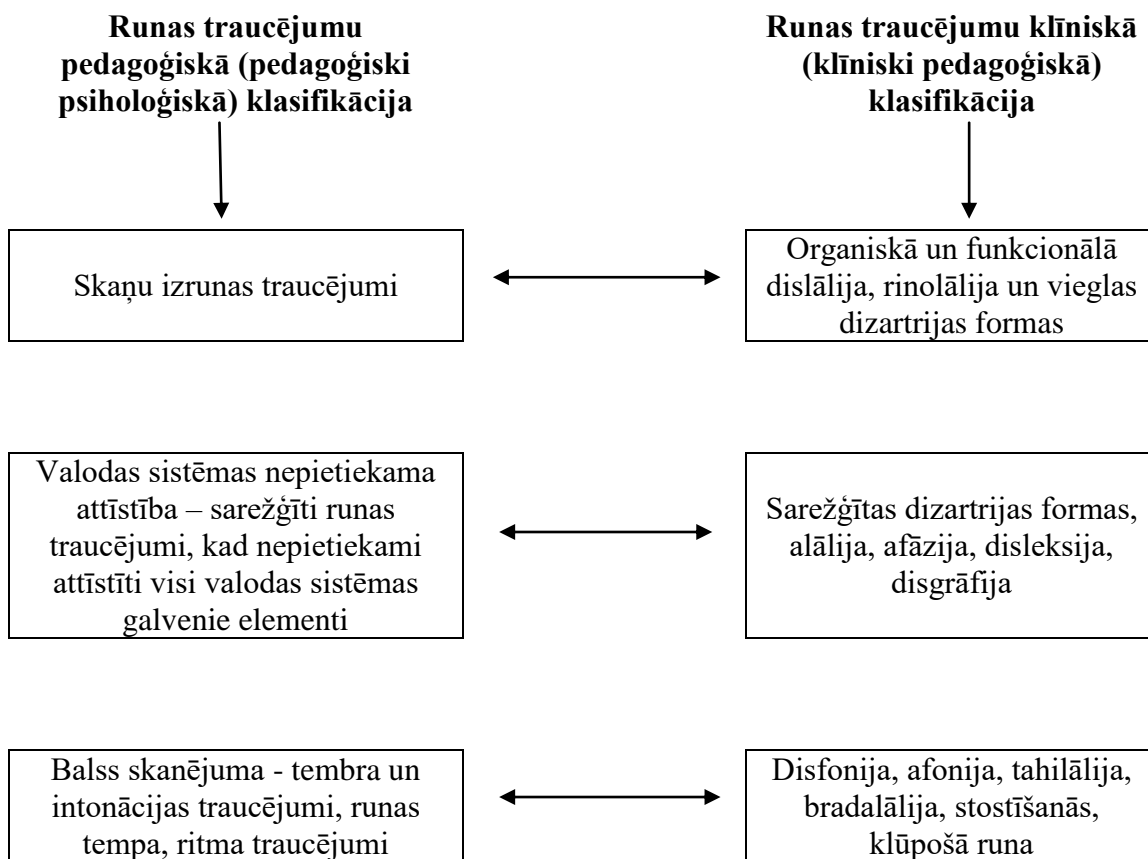 Runas traucējumu
pedagoģiskā (pedagoģiski
psiholoģiskā) klasifikācija
Runas traucējumu klīniskā
(klīniski pedagoģiskā)
klasifikācija
Skaņu izrunas traucējumi
Organiskā un funkcionālā
dislālija, rinolālija un vieglas
dizartrijas formas
Valodas sistēmas nepietiekama
attīstība – sarežģīti runas
traucējumi, kad nepietiekami
attīstīti visi valodas sistēmas
galvenie elementi
Sarežģītas dizartrijas formas,
alālija, afāzija, disleksija,
disgrāfija
Balss skanējuma - tembra un
intonācijas traucējumi, runas
tempa, ritma traucējumi
Disfonija, afonija, tahilālija,
bradalālija, stostīšanās,
klūpošā runa